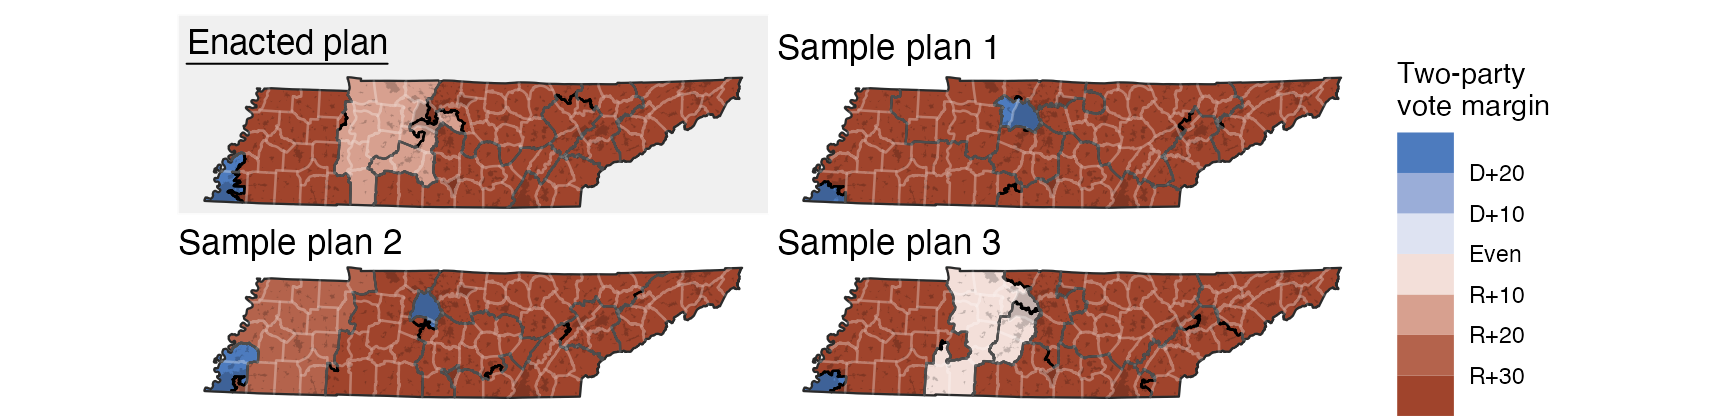 Enacted plan
Sample plan 1
Sample plan 2
Sample plan 3
Two-party
vote margin
D+20
D+10
Even
R+10
R+20
R+30